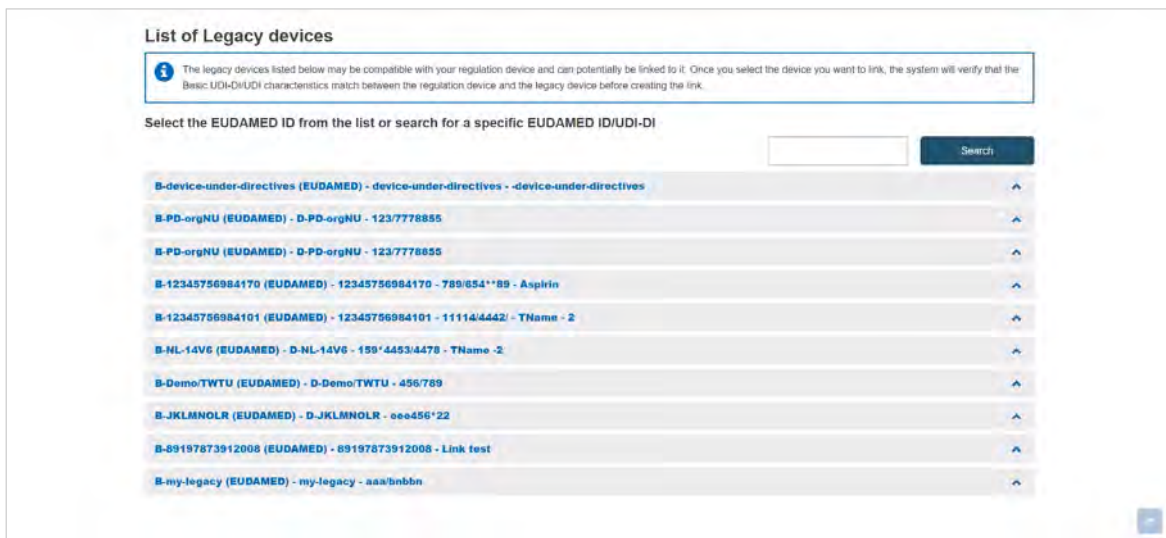 List of Legacy devices
The legacy devices listed below may be compatible with your regulation device and can potentially be linked to it. Once you select the device you want to link, the system will verify that the
Basic UDI-DI/UDI characteristics match between the regulation device and the legacy device before creating the link.
Select the EUDAMED ID from the list or search for a specific EUDAMED ID/UDI-DI
Search
B-device-under-directives (EUDAMED) - device-under-directives - -device-under-directives
B-PD-orgNU (EUDAMED) - D-PD-orgNU - 123/7778855
B-PD-orgNU (EUDAMED) - D-PD-orgNU - 123/7778855
B-12345756984170 (EUDAMED) - 12345756984170 - 789/654**89 - Aspirin
B-12345756984101 (EUDAMED) - 12345756984101 - 11114/4442/ - TName - 2
B-NL-14V6 (EUDAMED) - D-NL-14V6 - 159*4453/4478 - TName -2
B-Demo/TWTU (EUDAMED) - D-Demo/TWTU - 456/789
B-JKLMNOLR (EUDAMED) - D-JKLMNOLR - eee456*22
B-89197873912008 (EUDAMED) - 89197873912008 - Link test
B-my-legacy (EUDAMED) - my-legacy - aaa/bnbbn